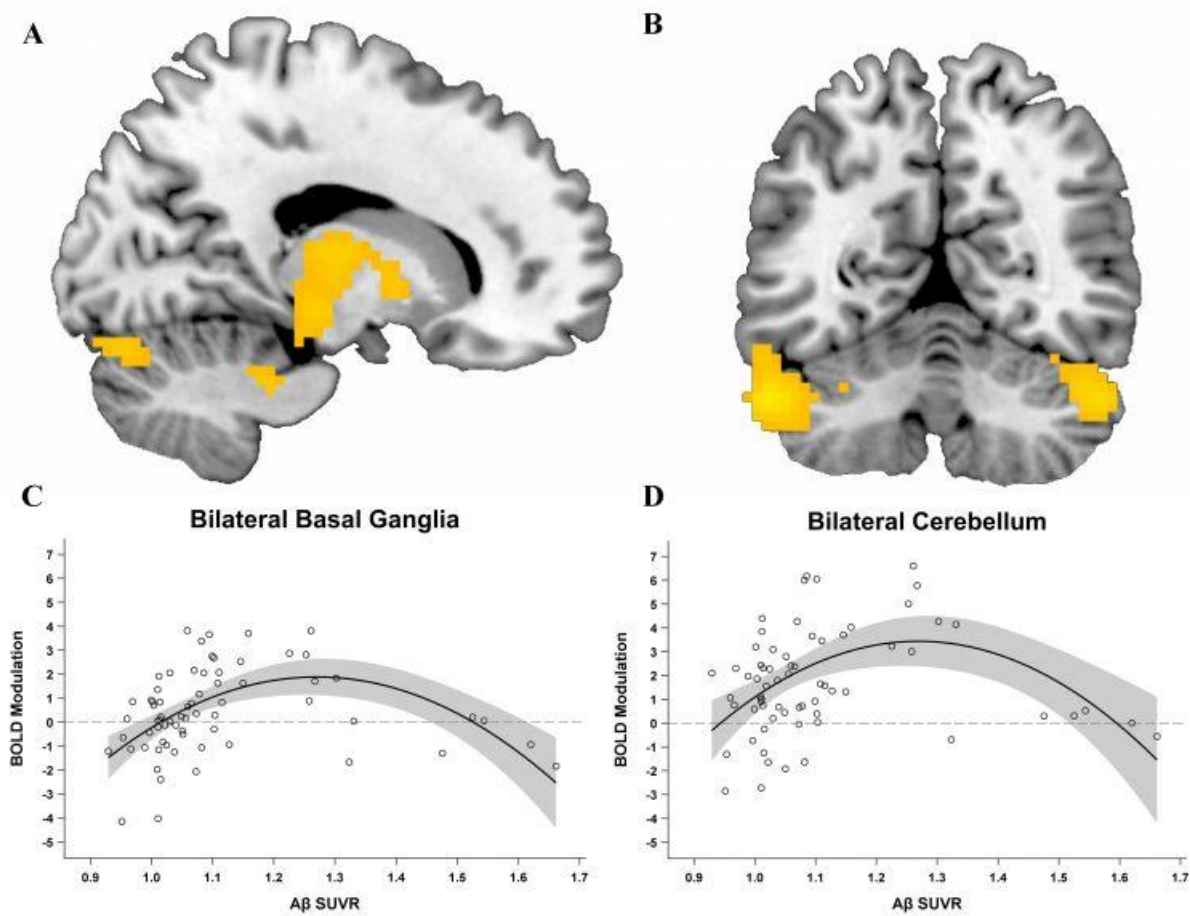 A
B
C
Bilateral Basal Ganglia
BOLD Modulation
7
6
5
4
3
2
1
0
-1
-2
-3
-4
-5
0.9 1.0 1.1 1.2 1.3 1.4 1.5 1.6 1.7
Aβ SUVR
D
Bilateral Cerebellum
BOLD Modulation
7
6
5
4
3
2
1
0
-1
-2
-3
-4
-5
0.9 1.0 1.1 1.2 1.3 1.4 1.5 1.6 1.7
Aβ SUVR